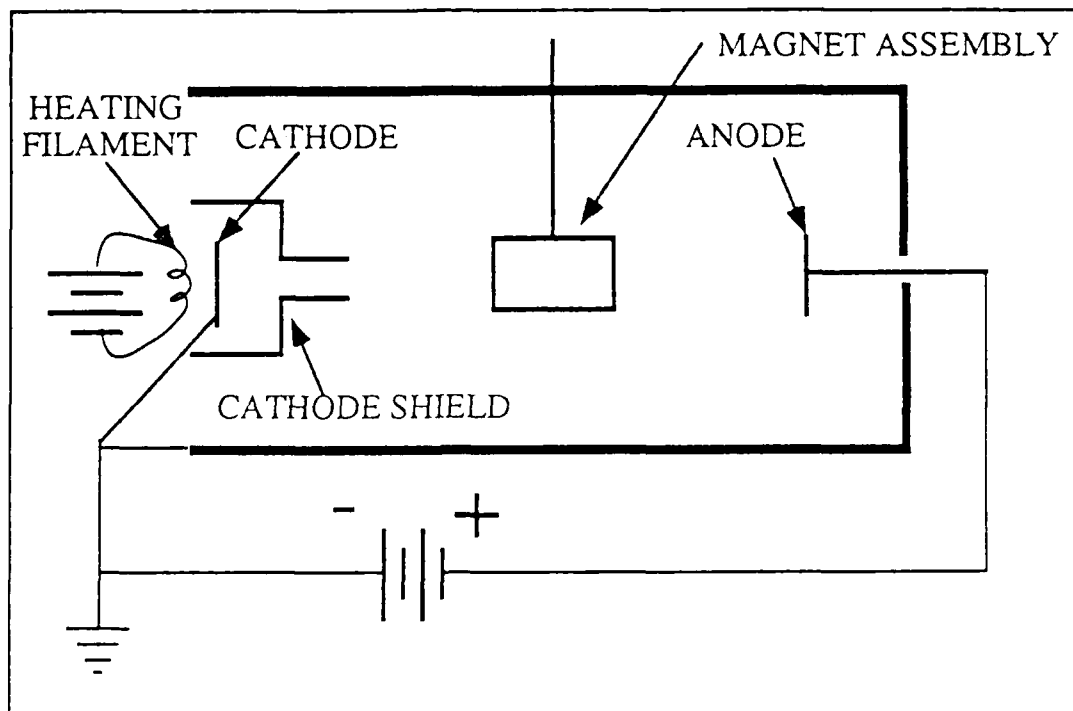 MAGNET ASSEMBLY
HEATING
FILAMENT
CATHODE
ANODE
CATHODE SHIELD
- +